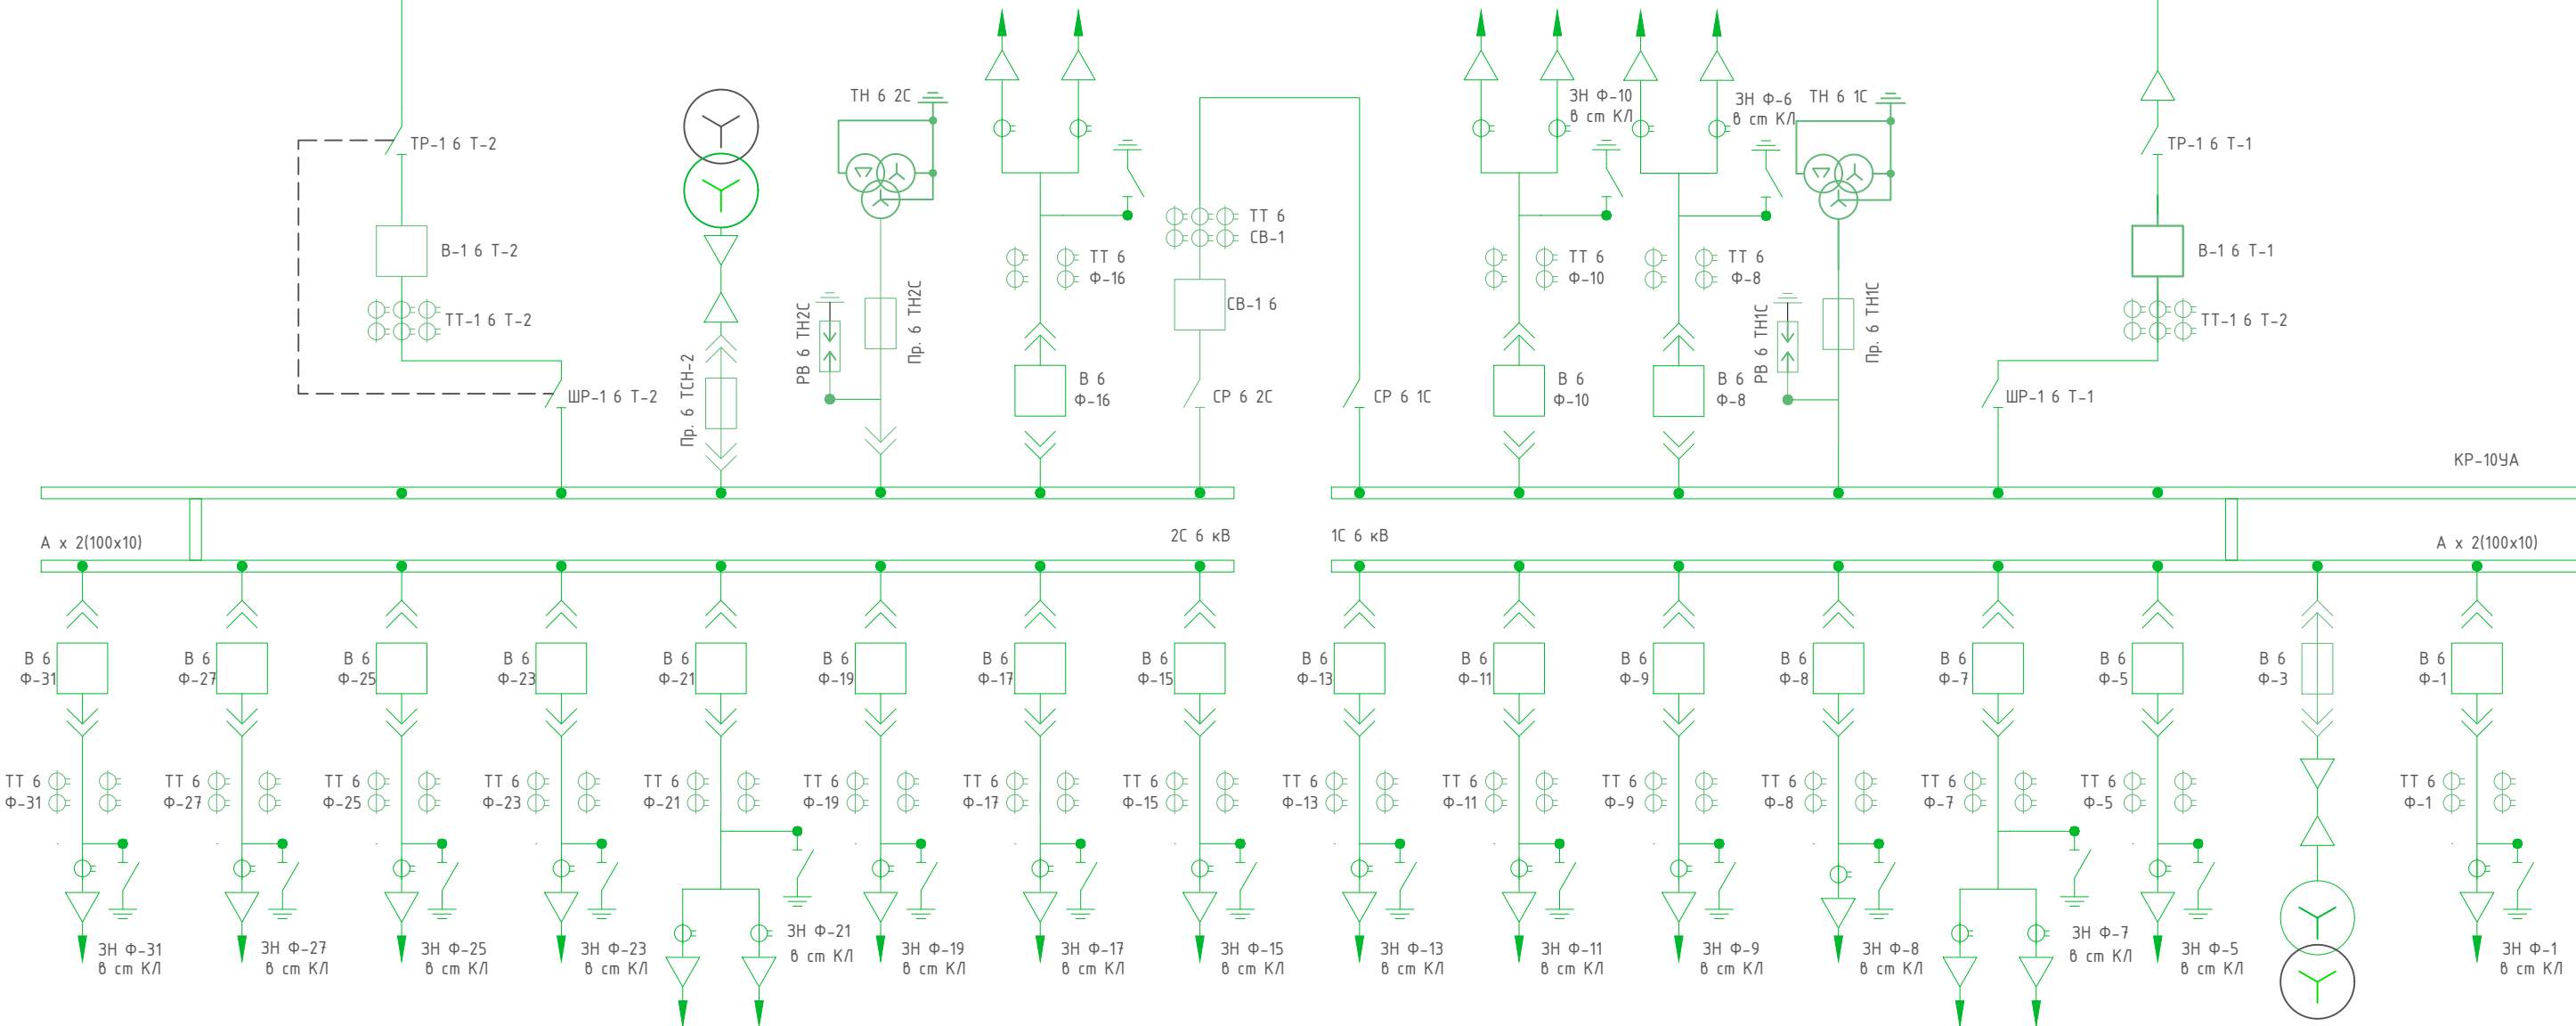 ТН 6 2С
ЗН Ф-10
в ст КЛ
ЗН Ф-6
в ст КЛ
ТН 6 1С
ТР-1 6 Т-2
ТР-1 6 Т-1
ТТ 6
СВ-1
В-1 6 Т-2
ТТ 6
Ф-16
ТТ 6
Ф-10
ТТ 6
Ф-8
В-1 6 Т-1
ТТ-1 6 Т-2
РВ 6 ТН2С
Пр. 6 ТН2С
СВ-1 6
РВ 6 ТН1С
Пр. 6 ТН1С
ТТ-1 6 Т-2
ШР-1 6 Т-2
Пр. 6 ТСН-2
В 6
Ф-16
СР 6 2С
СР 6 1С
В 6
Ф-10
В 6
Ф-8
ШР-1 6 Т-1
КР-10УА
А х 2(100х10)
2С 6 кВ
1С 6 кВ
А х 2(100х10)
В 6
Ф-31
В 6
Ф-27
В 6
Ф-25
В 6
Ф-23
В 6
Ф-21
В 6
Ф-19
В 6
Ф-17
В 6
Ф-15
В 6
Ф-13
В 6
Ф-11
В 6
Ф-9
В 6
Ф-8
В 6
Ф-7
В 6
Ф-5
В 6
Ф-3
В 6
Ф-1
ТТ 6
Ф-31
ТТ 6
Ф-27
ТТ 6
Ф-25
ТТ 6
Ф-23
ТТ 6
Ф-21
ТТ 6
Ф-19
ТТ 6
Ф-17
ТТ 6
Ф-15
ТТ 6
Ф-13
ТТ 6
Ф-11
ТТ 6
Ф-9
ТТ 6
Ф-8
ТТ 6
Ф-7
ТТ 6
Ф-5
ТТ 6
Ф-1
ЗН Ф-31
в ст КЛ
ЗН Ф-27
в ст КЛ
ЗН Ф-25
в ст КЛ
ЗН Ф-23
в ст КЛ
ЗН Ф-21
в ст КЛ
ЗН Ф-19
в ст КЛ
ЗН Ф-17
в ст КЛ
ЗН Ф-15
в ст КЛ
ЗН Ф-13
в ст КЛ
ЗН Ф-11
в ст КЛ
ЗН Ф-9
в ст КЛ
ЗН Ф-8
в ст КЛ
ЗН Ф-7
в ст КЛ
ЗН Ф-5
в ст КЛ
ЗН Ф-1
в ст КЛ